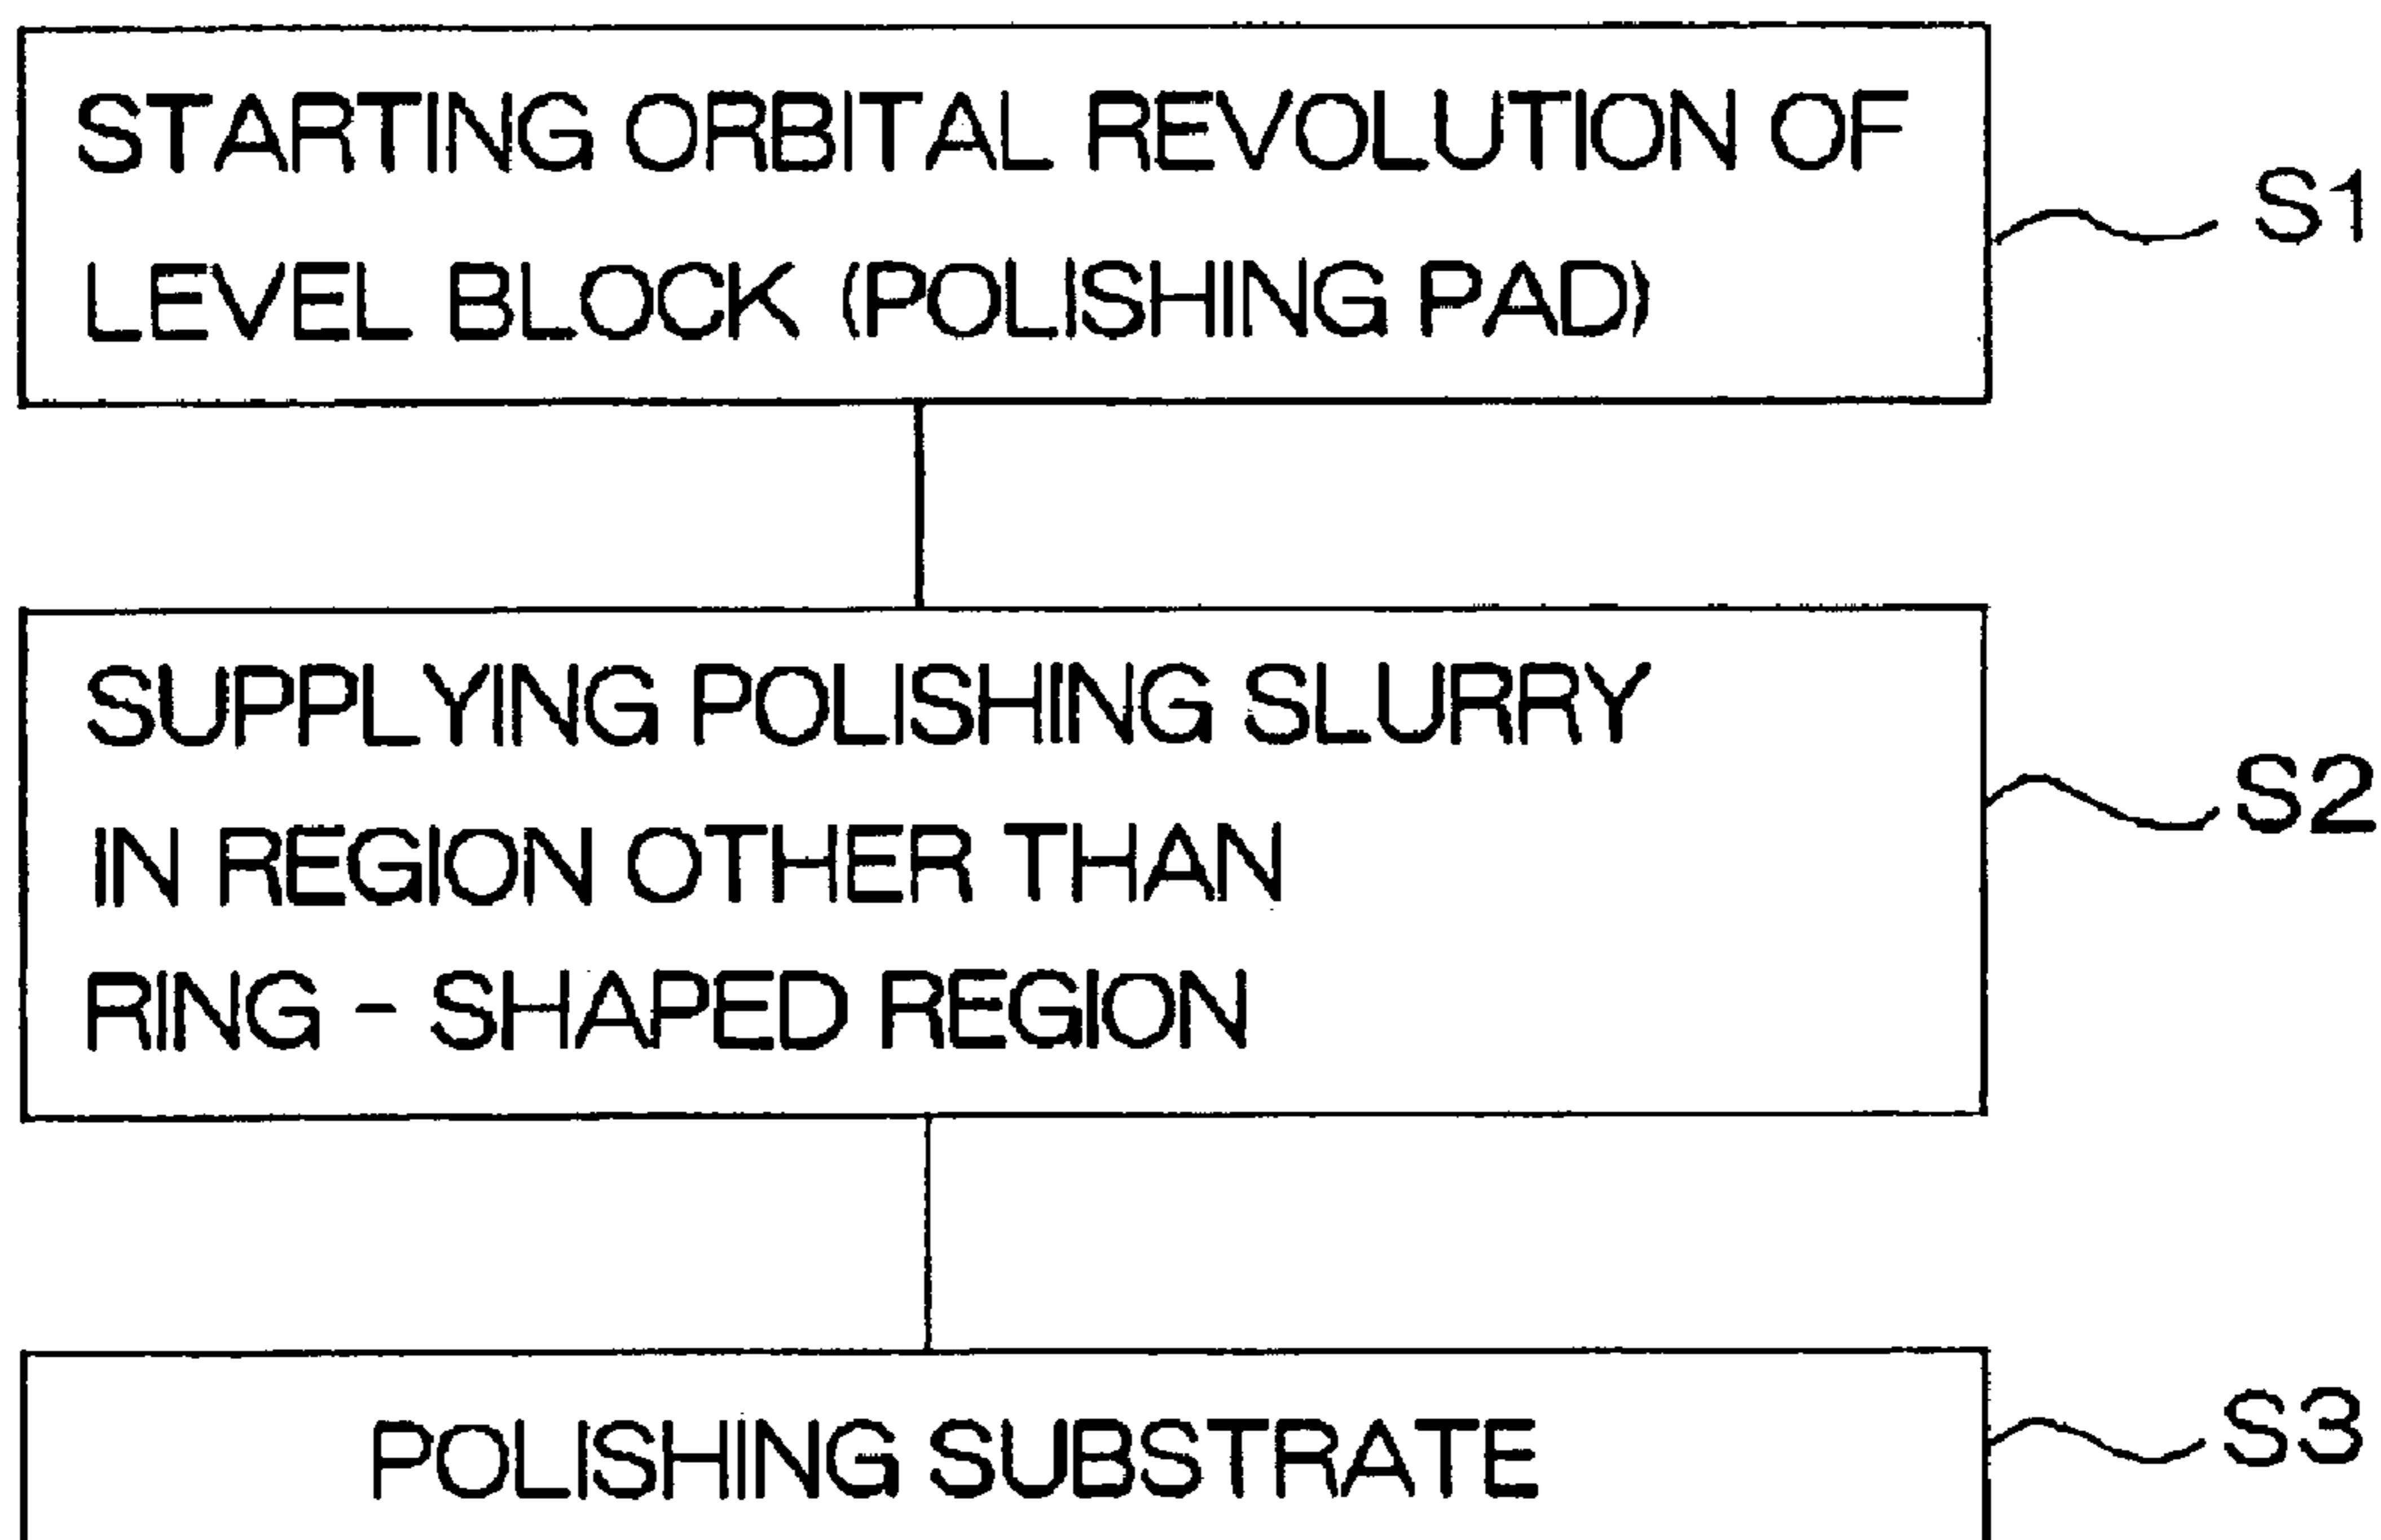 STARTING ORBITAL REVOLUTION OF
LEVEL BLOCK (POLISHING PAD)
S1
SUPPLYING POLISHING SLURRY
IN REGION OTHER THAN
RING - SHAPED REGION
S2
POLISHING SUBSTRATE
S3